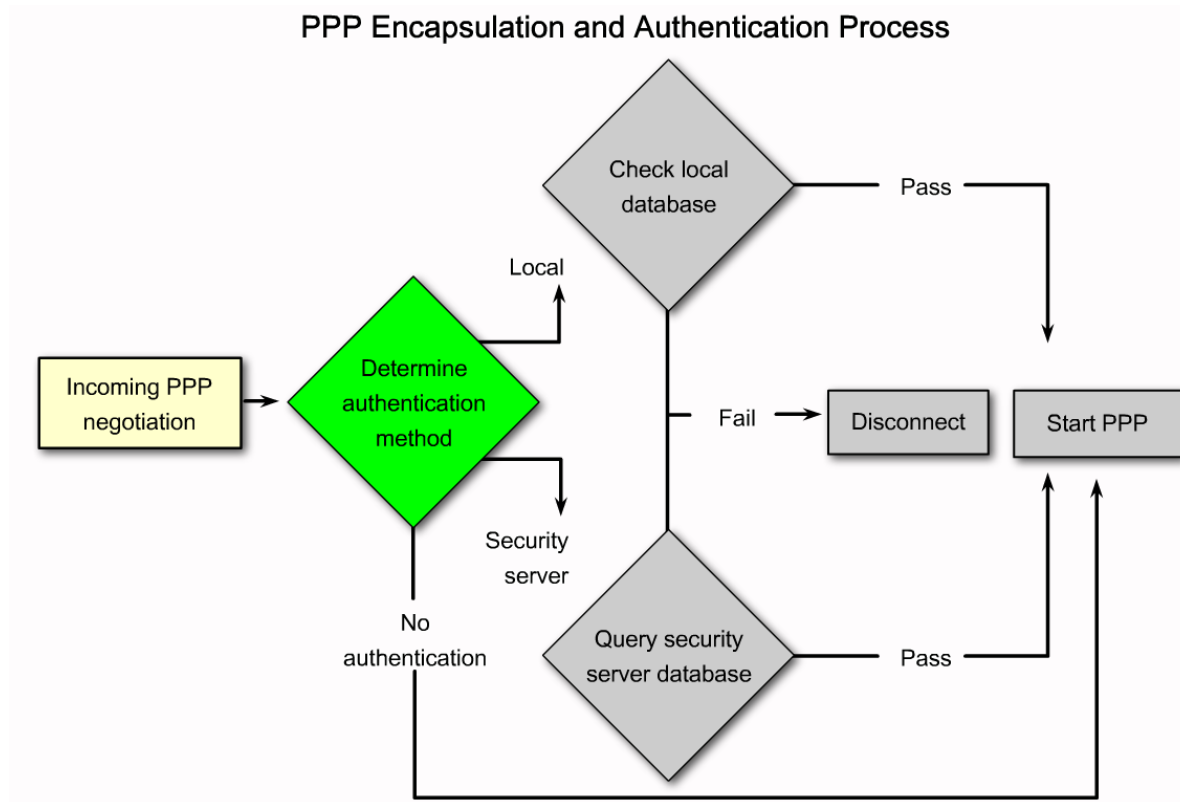 PPP Encapsulation and Authentication Process
Check local
database
Pass
Local
Incoming PPP
negotiation
Determine
authentication
method
Fail
Disconnect
Start PPP
Security
server
No
authentication
Query security
server database
Pass